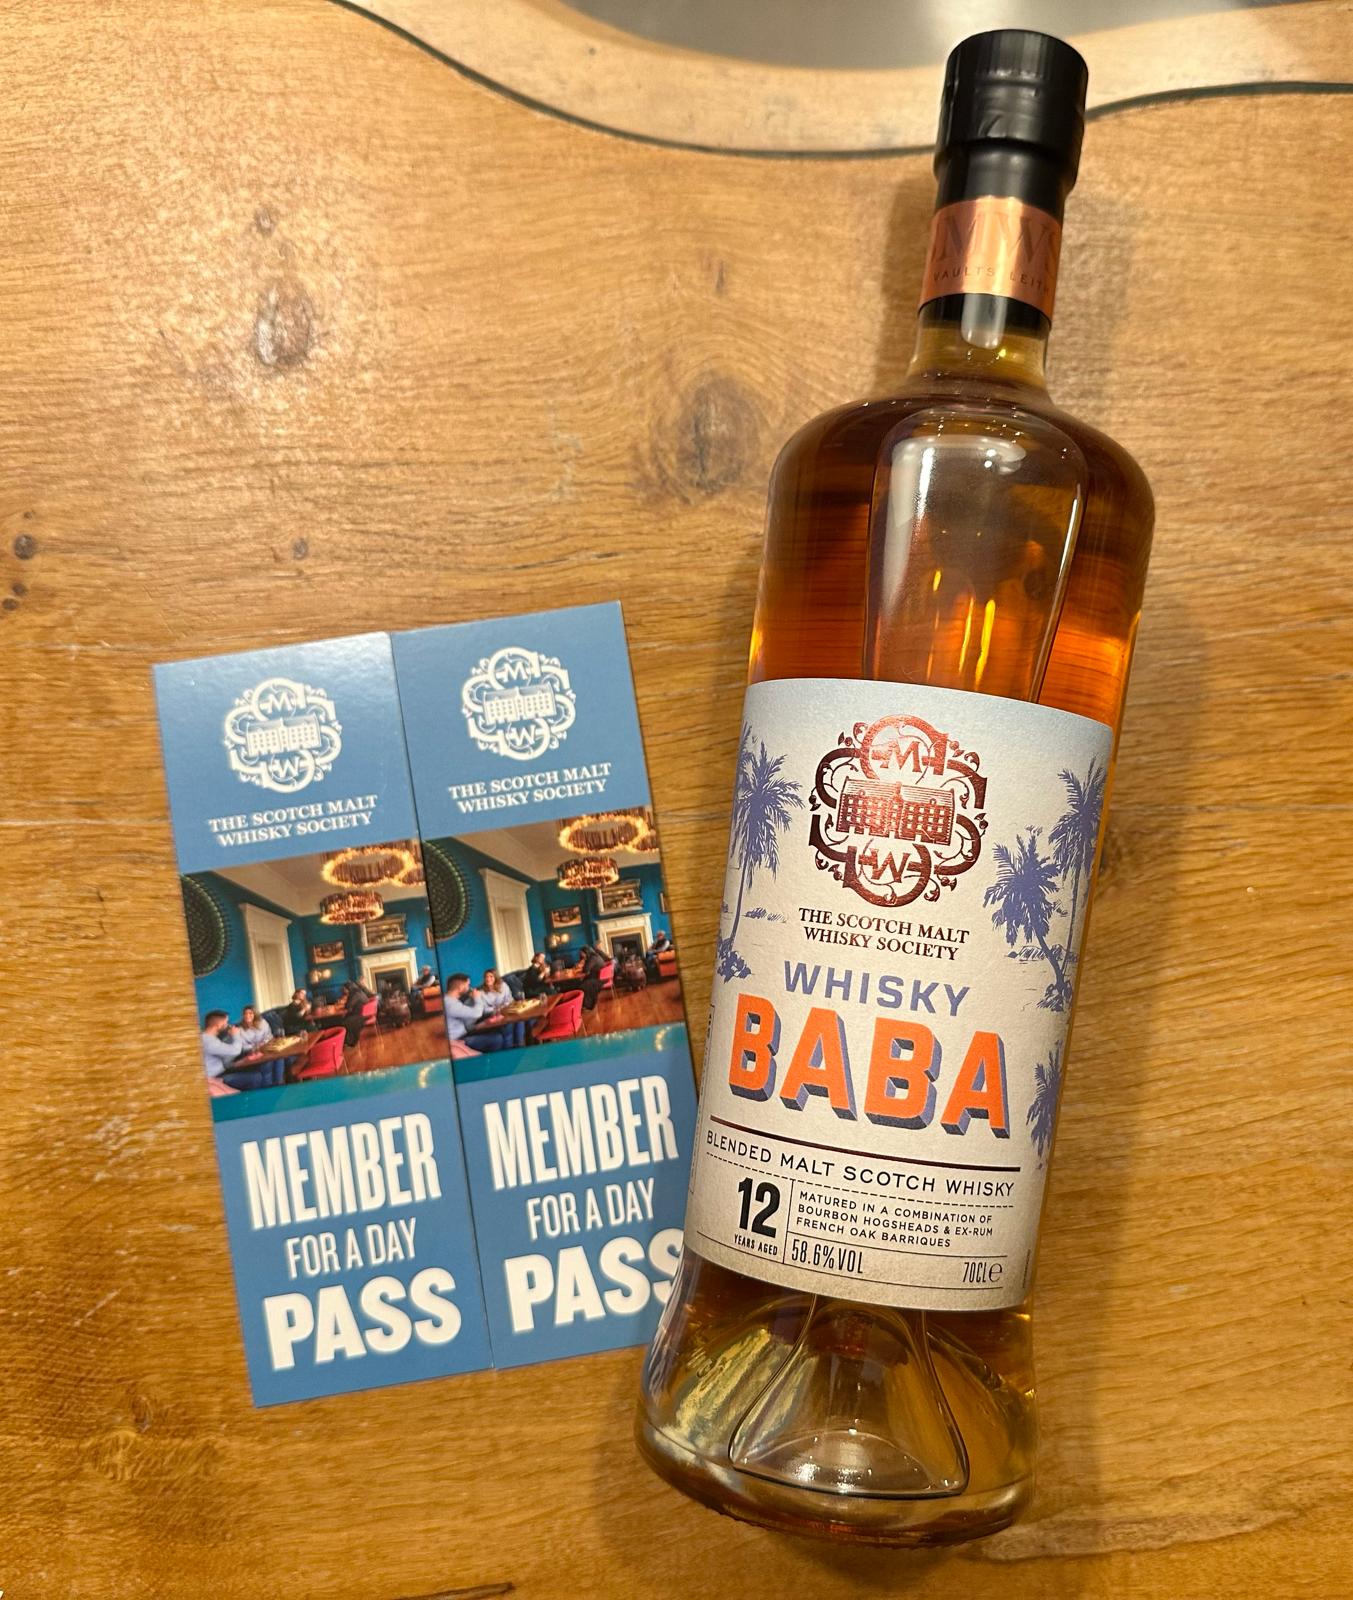 THE SCOTCH MALT
WHISKY SOCIETY
MEMBER
FOR A DAY
PASS
THE SCOTCH MALT
WHISKY SOCIETY
MEMBER
FOR A DAY
PASS
SMWS
VAULTS LEITH
M
W
THE SCOTCH MALT
WHISKY SOCIETY
WHISKY
BABA
BLENDED MALT SCOTCH WHISKY
12
YEARS AGED
MATURED IN A COMBINATION OF
BOURBON HOGSHEADS & EX-RUM
FRENCH OAK BARRIQUES
58.6%VOL
70CL e